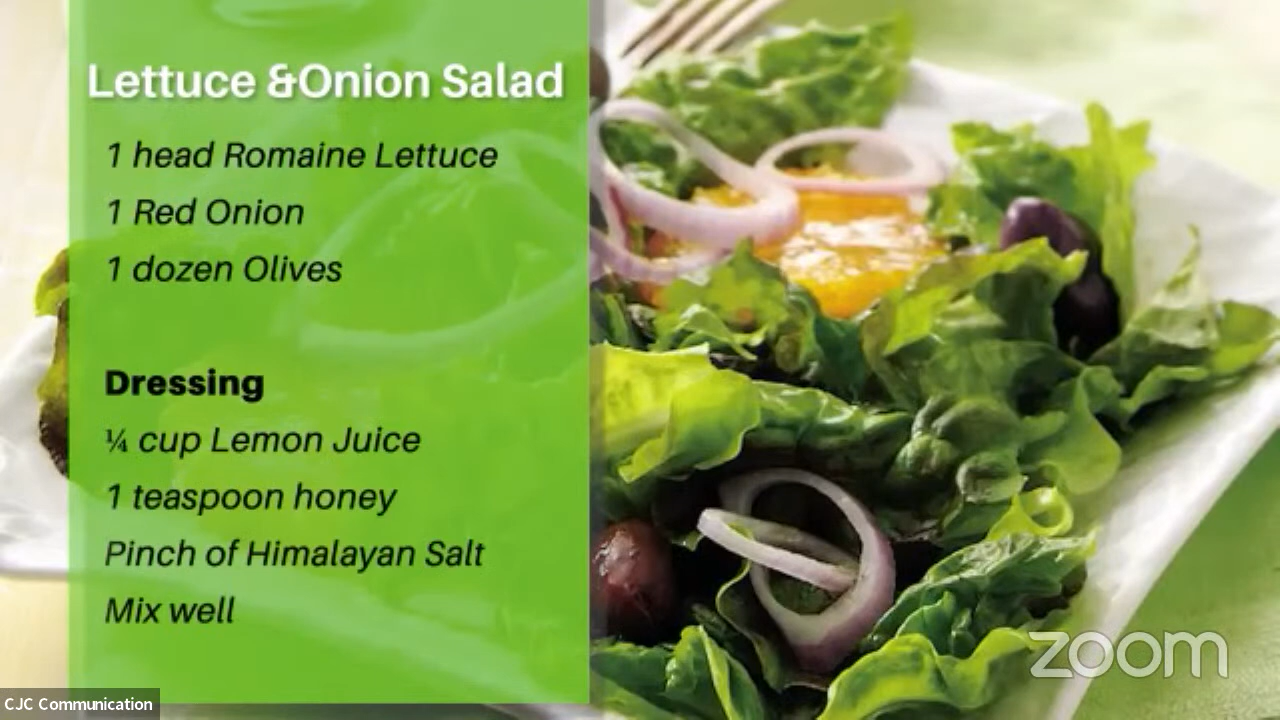 Lettuce &Onion Salad
1 head Romaine Lettuce
1 Red Onion
1 dozen Olives
Dressing
¼ cup Lemon Juice
1 teaspoon honey
Pinch of Himalayan Salt
Mix well
zoom
CJC Communication